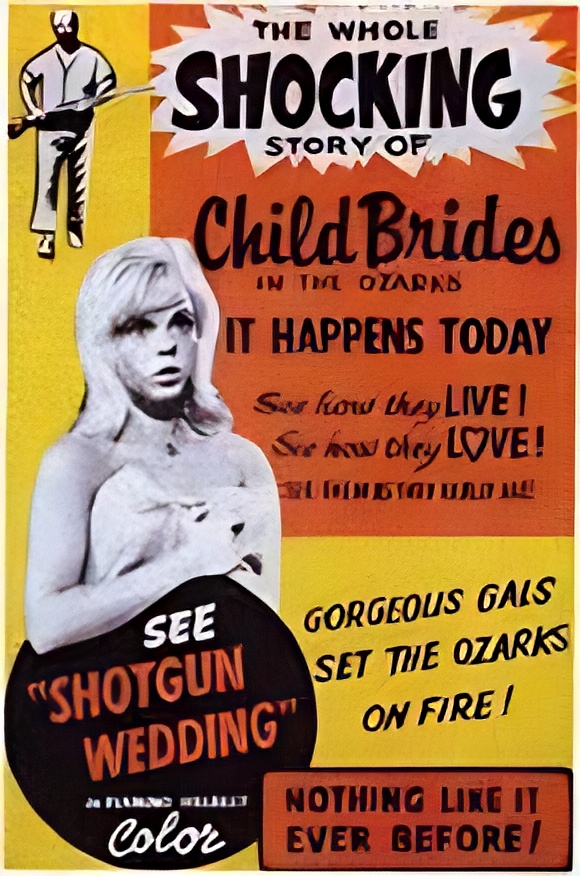 THE WHOLE
SHOCKING
STORY OF
Child Brides
IN THE OZARKS
IT HAPPENS TODAY
See how they LIVE!
See how they LOVE!
GORGEOUS GALS
SET THE OZARKS
ON FIRE!
SEE
"SHOTGUN
WEDDING"
Color
NOTHING LIKE IT
EVER BEFORE!